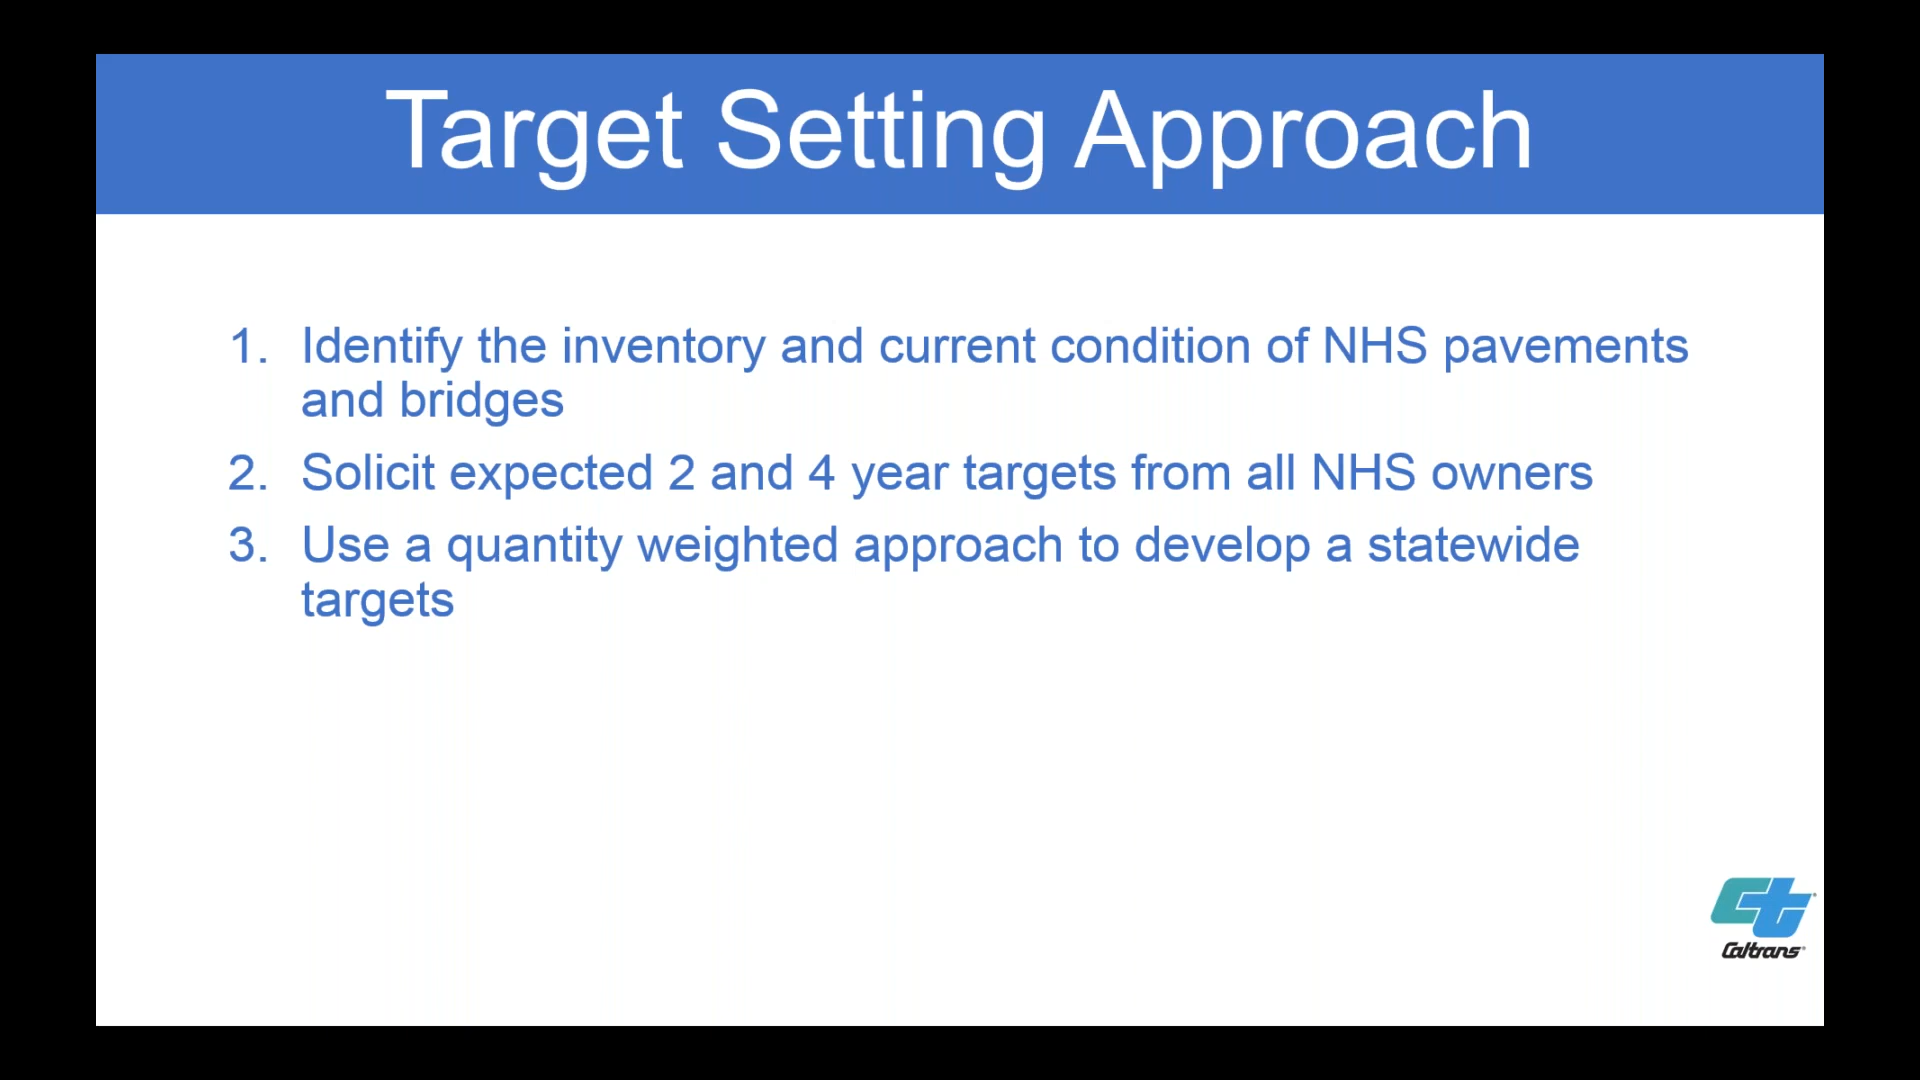 Target Setting Approach
1. Identify the inventory and current condition of NHS pavements
and bridges
2. Solicit expected 2 and 4 year targets from all NHS owners
3. Use a quantity weighted approach to develop a statewide
targets
Ct
Caltrans